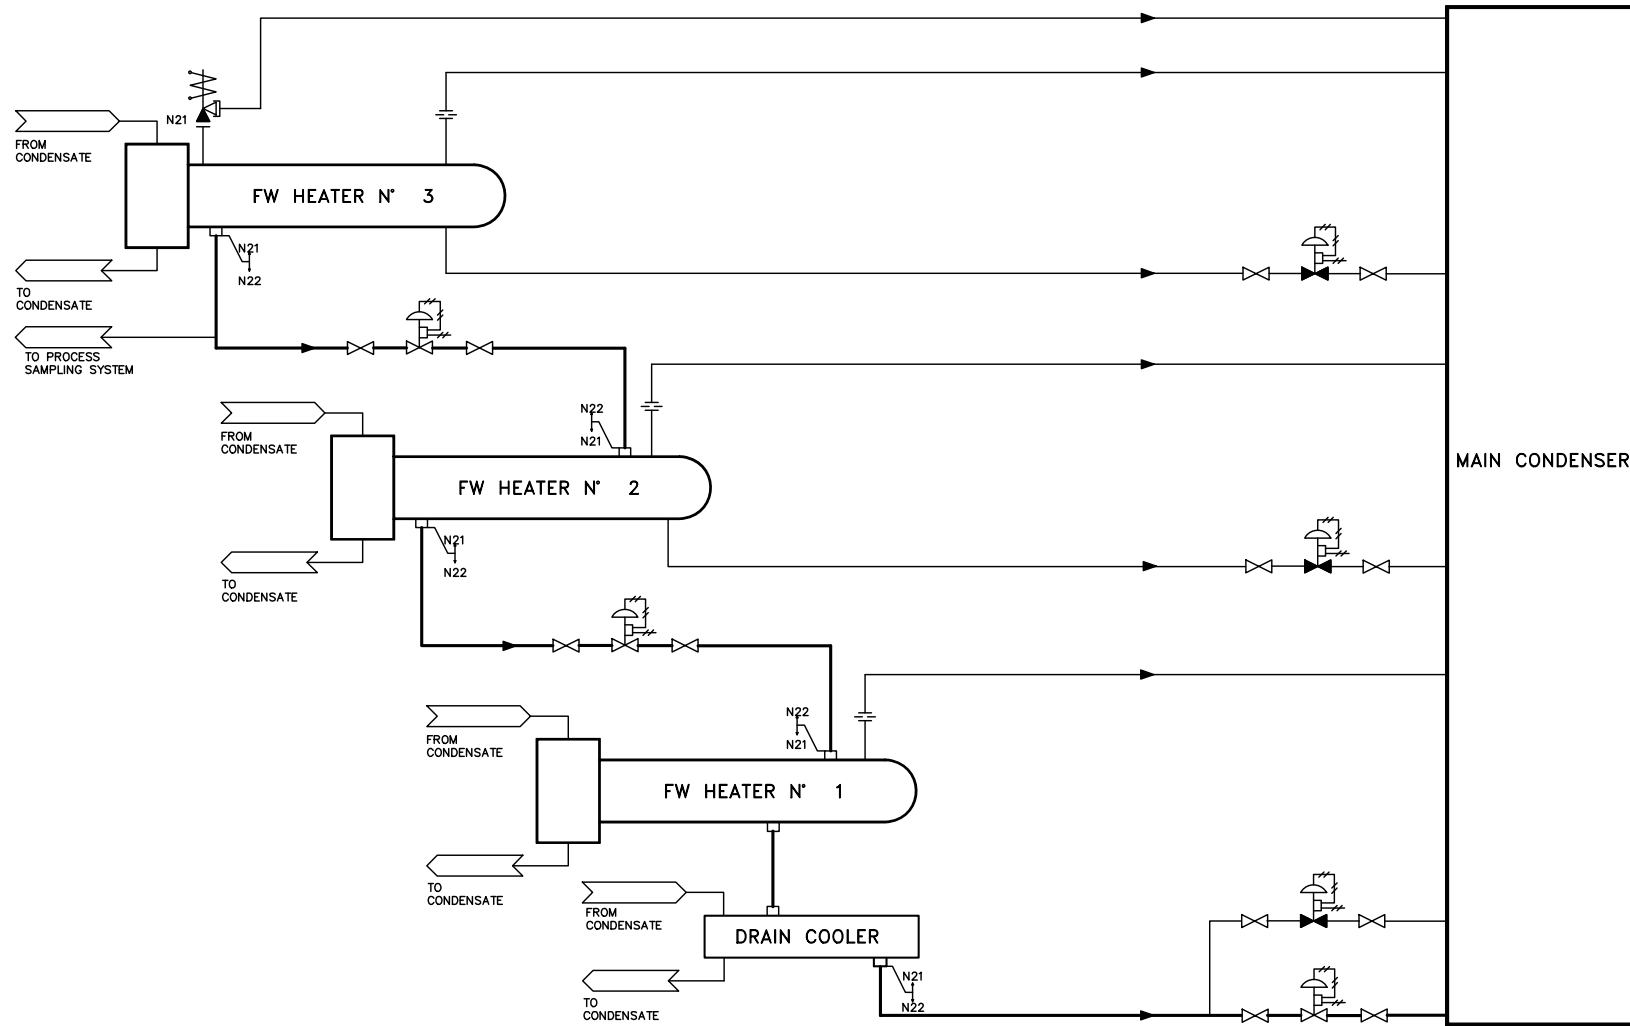 N21
FROM
CONDENSATE
FW HEATER N° 3
N21
N22
TO
CONDENSATE
TO PROCESS
SAMPLING SYSTEM
FROM
CONDENSATE
N22
N21
FW HEATER N° 2
MAIN CONDENSER
N21
N22
TO
CONDENSATE
FROM
CONDENSATE
N22
N21
FW HEATER N° 1
TO
CONDENSATE
FROM
CONDENSATE
DRAIN COOLER
N21
N22
TO
CONDENSATE